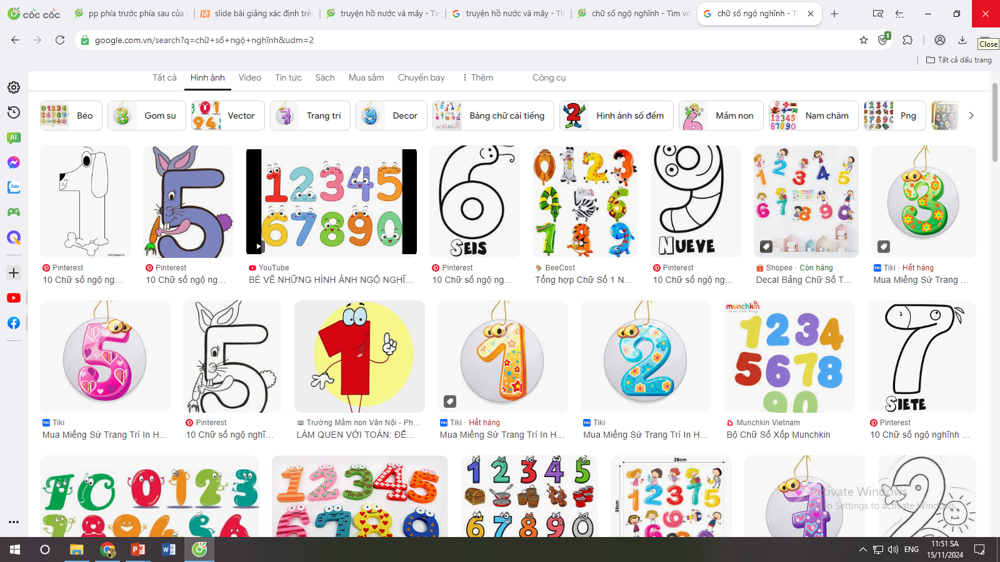 cốc cốc
pp phía trước phía sau của
slide bài giảng xác định trên
truyện hồ nước và mây - Tìm
truyện hồ nước và mây - Tìm
chữ số ngộ nghĩnh - Tìm với
chữ số ngộ nghĩnh - Tì
google.com.vn/search?q=chữ+số+ngộ+nghĩnh&udm=2
1
Close
Tất cả dấu trang
Tất cả
Hình ảnh
Video
Tin tức
Sách
Mua sắm
Chuyến bay
Thêm
Công cụ
Béo
Gom su
Vector
Trang trí
Decor
Bảng chữ cái tiếng
Hình ảnh số đếm
Mầm non
Nam châm
Png
AI
Zalo
SEIS
NUEVE
Pinterest
10 Chữ số ngộ ng...
Pinterest
10 Chữ số ngộ ng...
YouTube
BÉ VẼ NHỮNG HÌNH ẢNH NGỘ NGHĨ...
Pinterest
10 Chữ số ngộ ng...
BeeCost
Tổng hợp Chữ Số 1 N...
Pinterest
10 Chữ số ngộ ng...
Shopee · Còn hàng
Decal Bảng Chữ Số T...
Tiki · Hết hàng
Mua Miếng Sứ Trang ...
munchkin
1234
5678
90
SIETE
Tiki
Mua Miếng Sứ Trang Trí In H...
Pinterest
10 Chữ số ngộ nghĩ...
Trường Mầm non Vân Nội - Ph...
LÀM QUEN VỚI TOÁN: ĐẾ...
Tiki · Hết hàng
Mua Miếng Sứ Trang Trí In H...
Tiki
Mua Miếng Sứ Trang Trí In H...
Munchkin Vietnam
Bộ Chữ Số Xốp Munchkin
Pinterest
10 Chữ số ngộ nghĩnh ...
28cm
28cm
Activate Windows
Go to Settings to activate Windows.
ENG
11:51 SA
15/11/2024